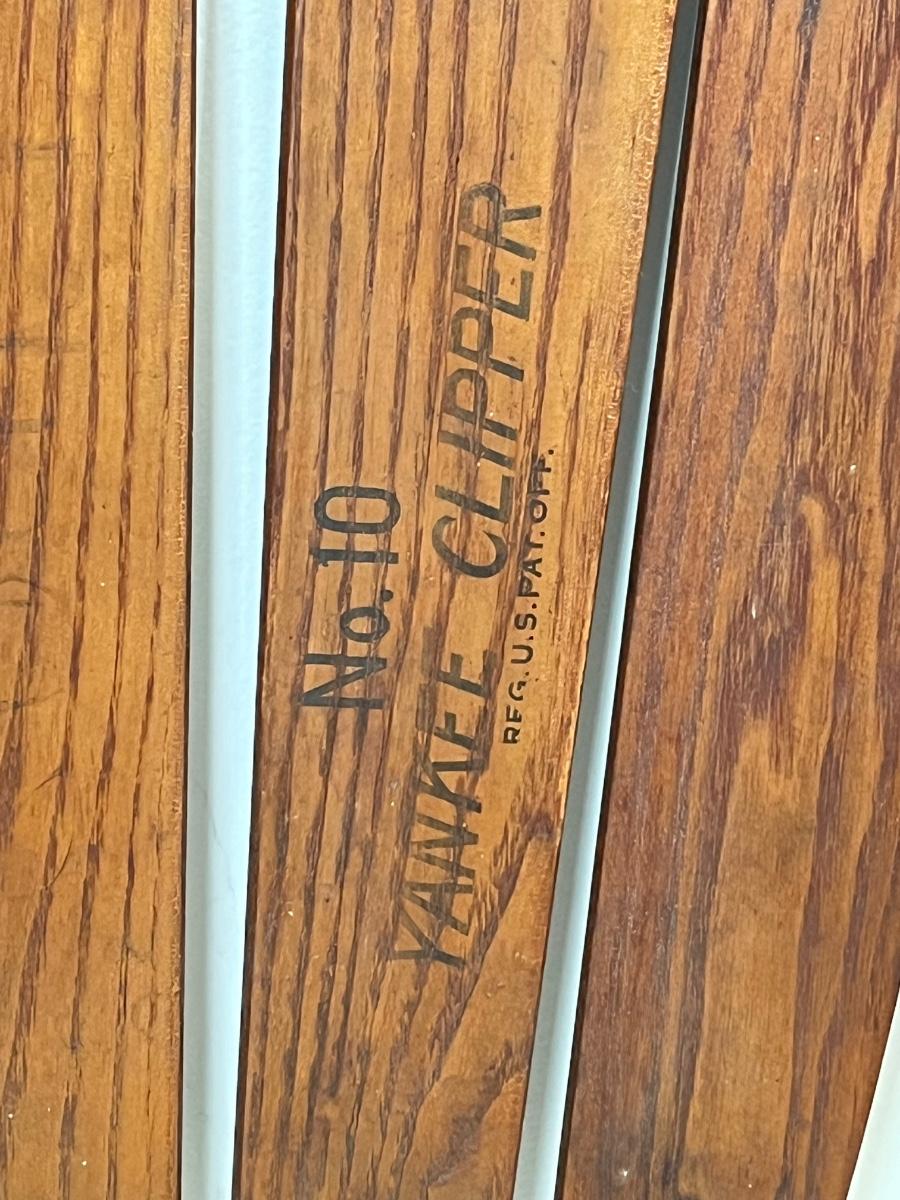 No. 10
YANKEE CLIPPER
REG. U.S. PAT. OFF.